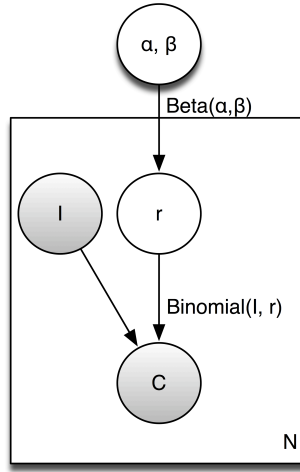 α, β
Beta(α,β)
I
r
Binomial(I, r)
C
N